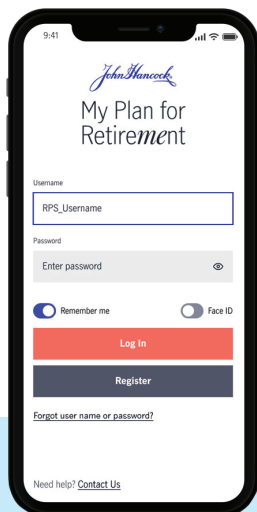 9:41
John Hancock
My Plan for
Retirement
Username
RPS_Username
Password
Enter password
Remember me Face ID
Log In
Register
Forgot user name or password?
Need help? Contact Us